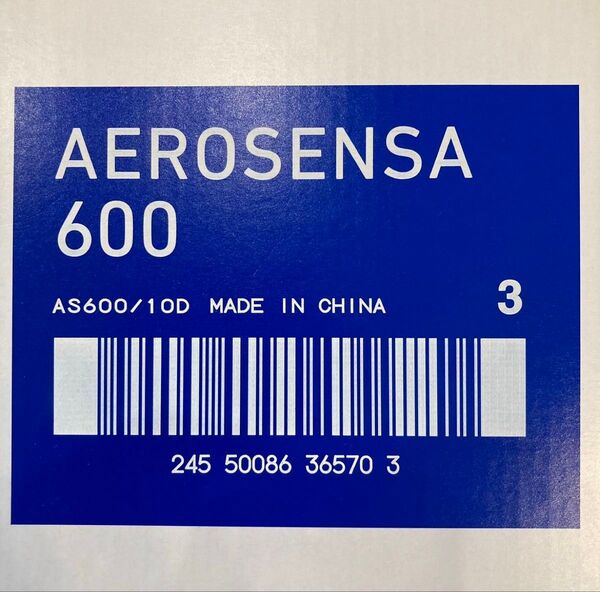 AEROSENSA
600
AS600/10D MADE IN CHINA 3
245 50086 36570 3